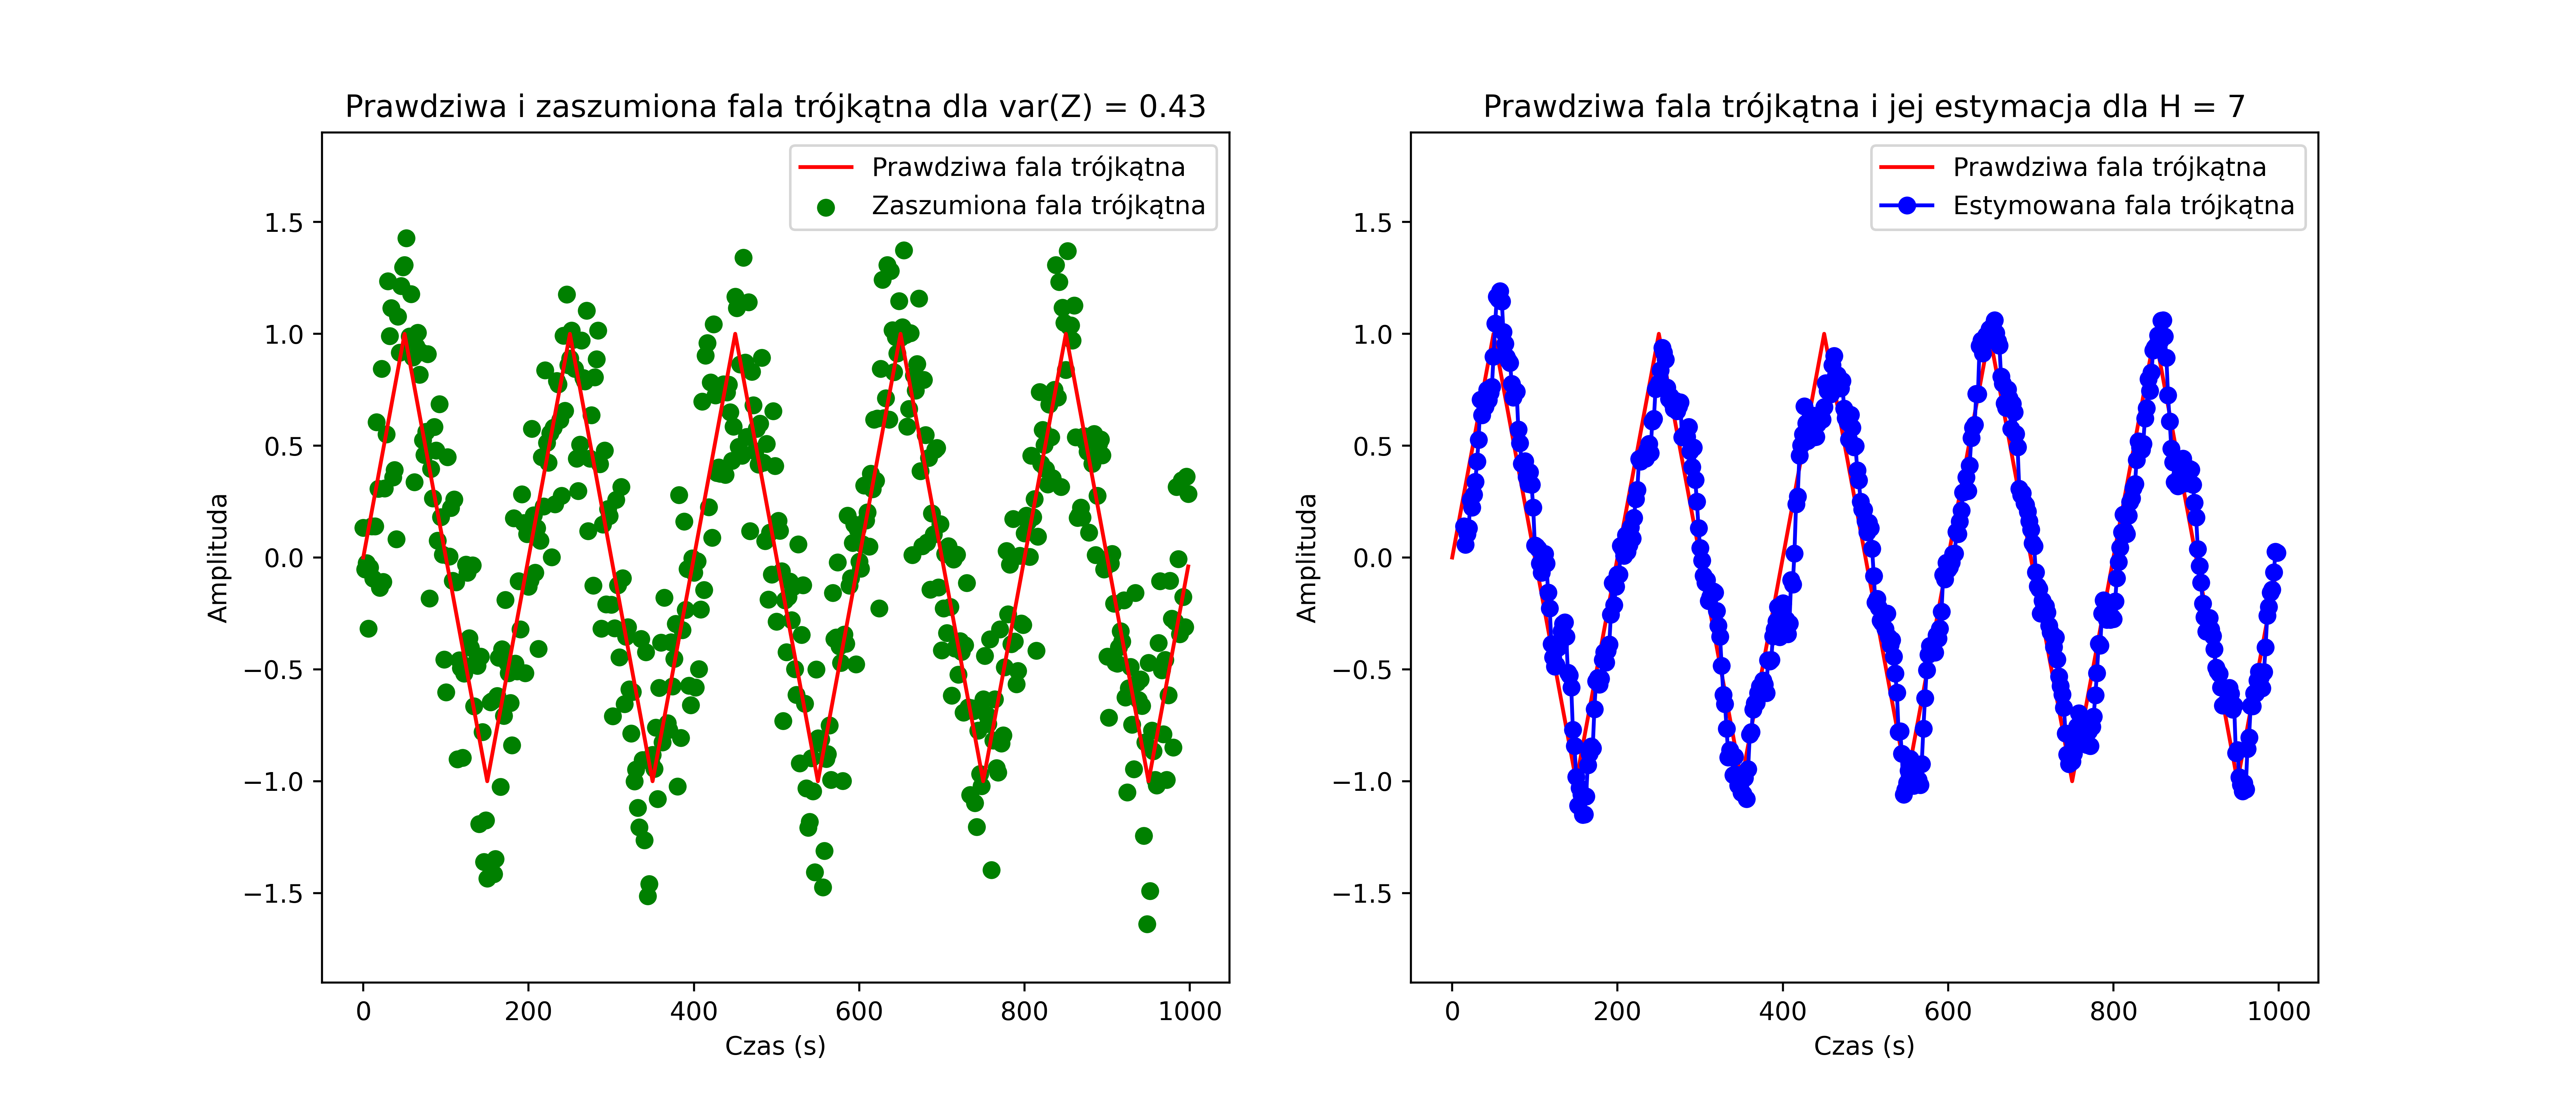 Prawdziwa i zaszumiona fala trójkątna dla var(Z) = 0.43
Prawdziwa fala trójkątna
Zaszumiona fala trójkątna
1.5
1.0
0.5
0.0
−0.5
−1.0
−1.5
Amplituda
0 200 400 600 800 1000
Czas (s)
Prawdziwa fala trójkątna i jej estymacja dla H = 7
Prawdziwa fala trójkątna
Estymowana fala trójkątna
1.5
1.0
0.5
0.0
−0.5
−1.0
−1.5
Amplituda
0 200 400 600 800 1000
Czas (s)